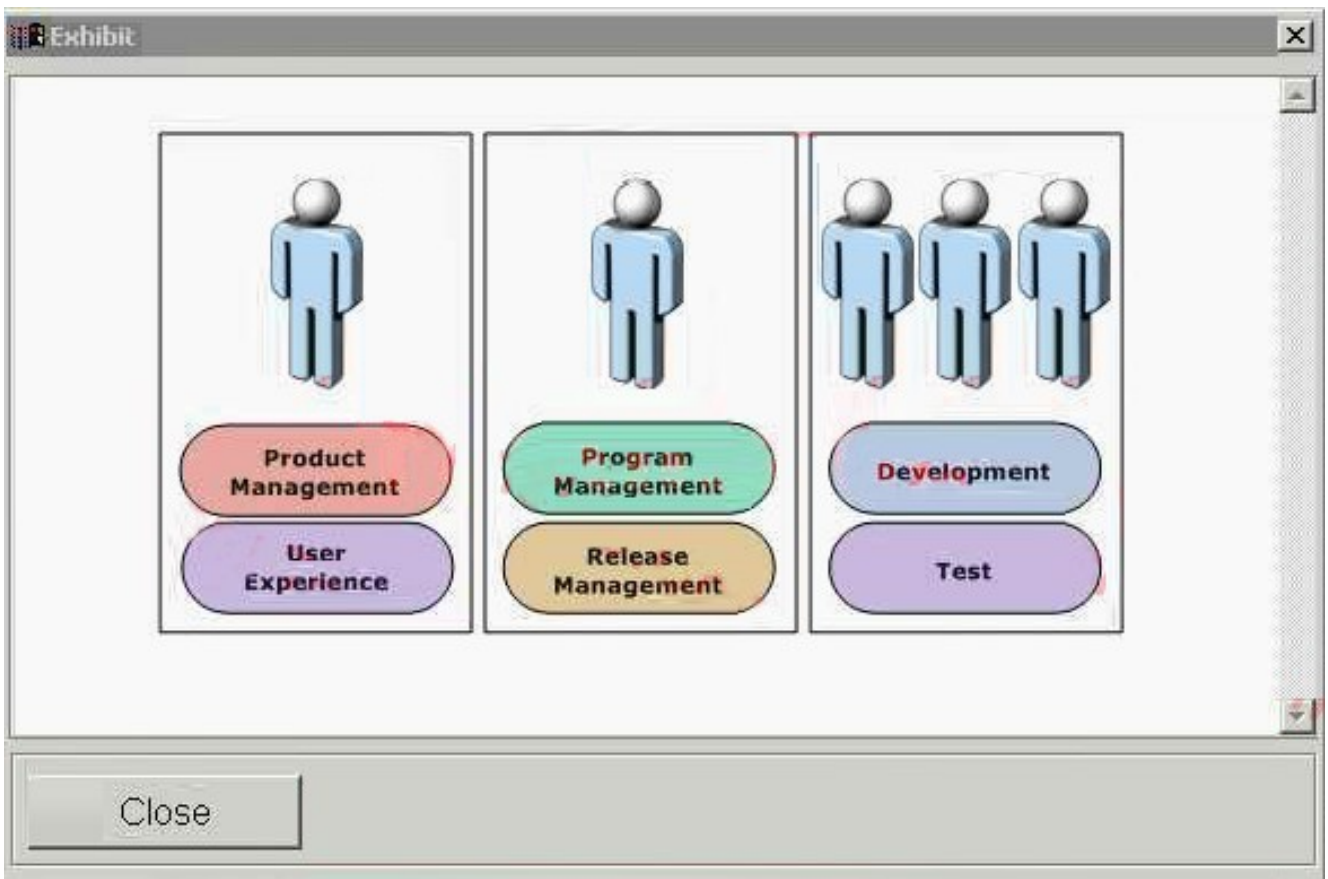 Exhibit
Product
Management
User
Experience
Program
Management
Release
Management
Development
Test
Close